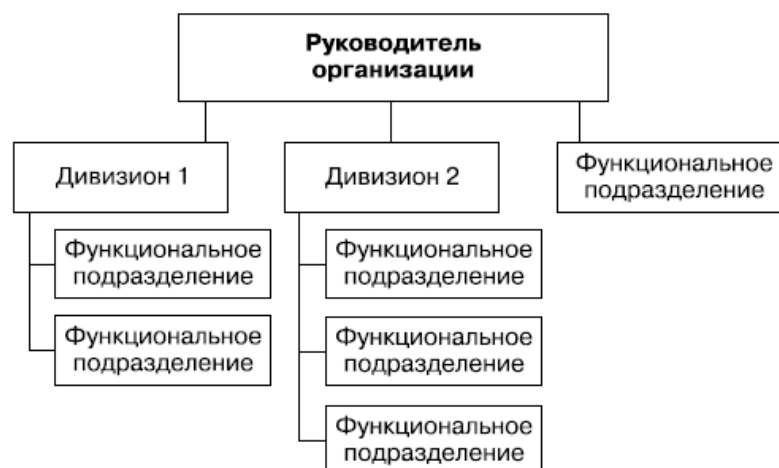 Руководитель
организации
Дивизион 1
Дивизион 2
Функциональное
подразделение
Функциональное
подразделение
Функциональное
подразделение
Функциональное
подразделение
Функциональное
подразделение
Функциональное
подразделение